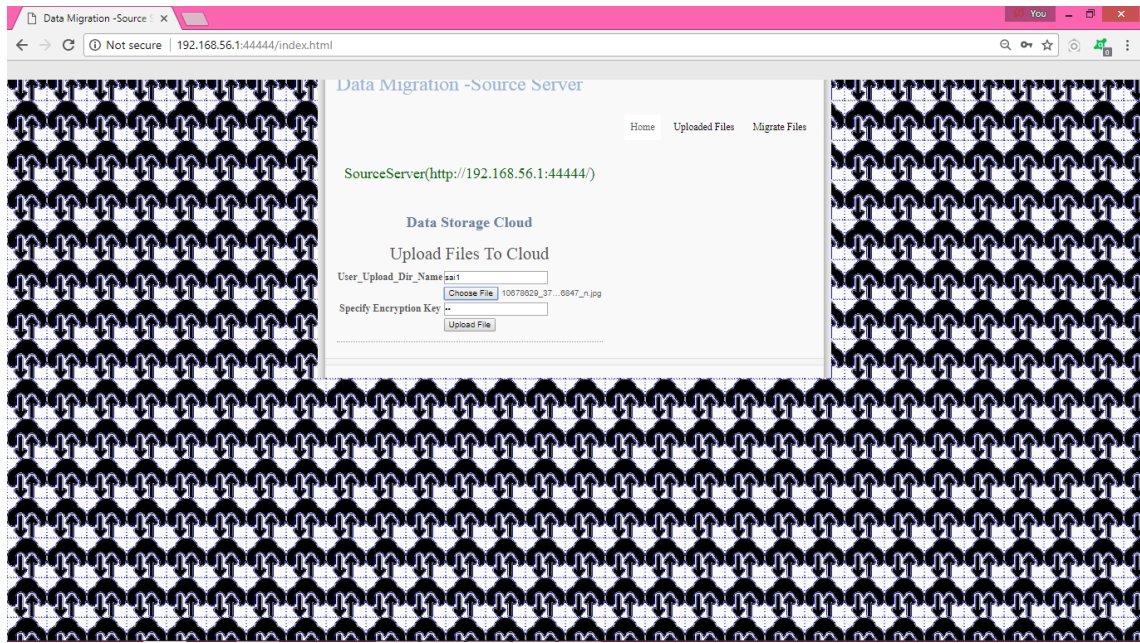 Data Migration -Source S
You
Not secure | 192.168.56.1:44444/index.html
Data Migration -Source Server
Home Uploaded Files Migrate Files
SourceServer(http://192.168.56.1:44444/)
Data Storage Cloud
Upload Files To Cloud
User_Upload_Dir_Name sai1
Choose File 10678629_37...6847_n.jpg
Specify Encryption Key ••
Upload File